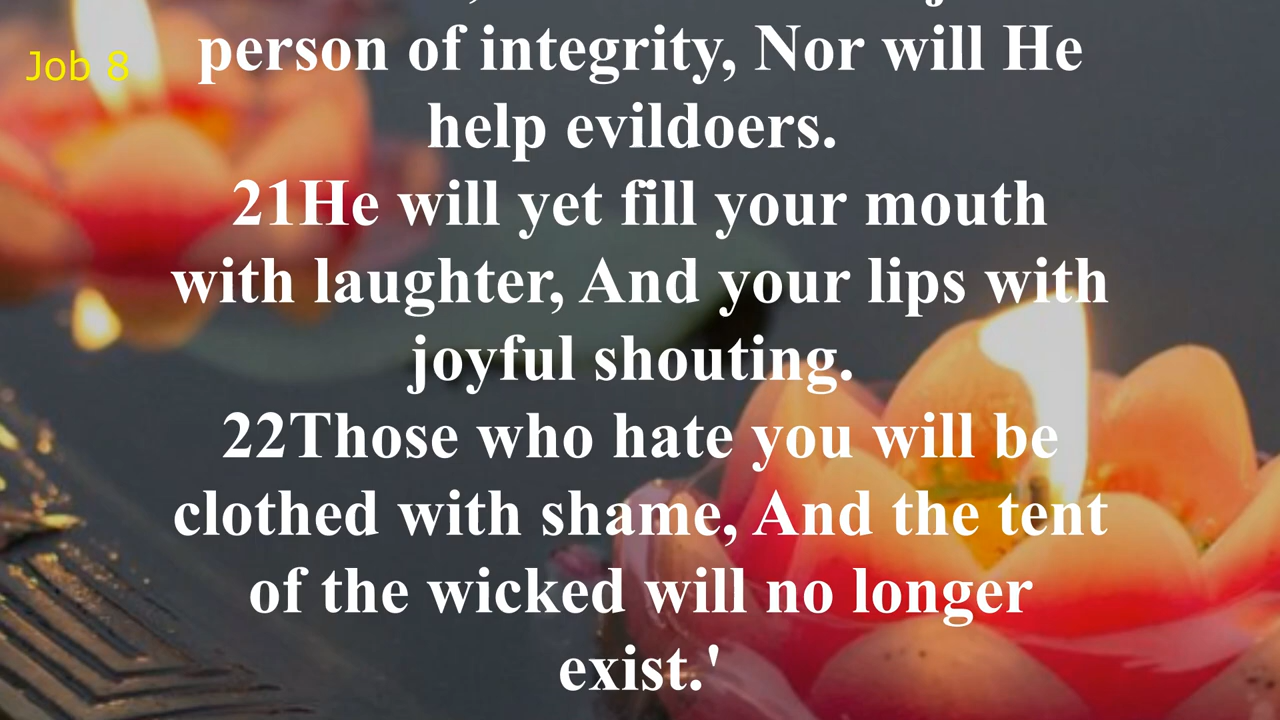 Job 8
person of integrity, Nor will He
help evildoers.
21He will yet fill your mouth
with laughter, And your lips with
joyful shouting.
22Those who hate you will be
clothed with shame, And the tent
of the wicked will no longer
exist.'